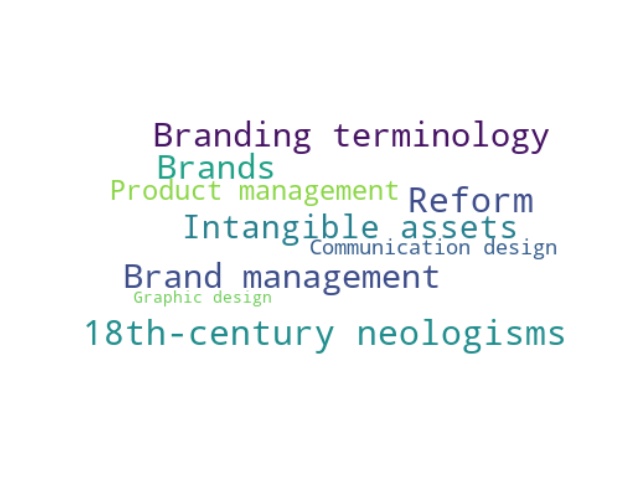 Branding terminology
Brands
Product management
Reform
Intangible assets
Communication design
Brand management
Graphic design
18th-century neologisms